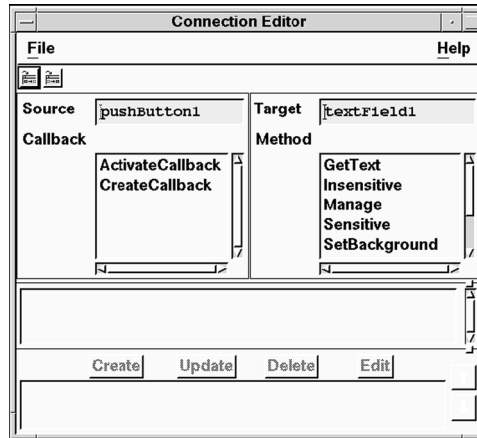 Connection Editor
File Help
Source pushButton1 Target textField1
Callback Method
ActivateCallback GetText
CreateCallback Insensitive
Manage
Sensitive
SetBackground
Create Update Delete Edit